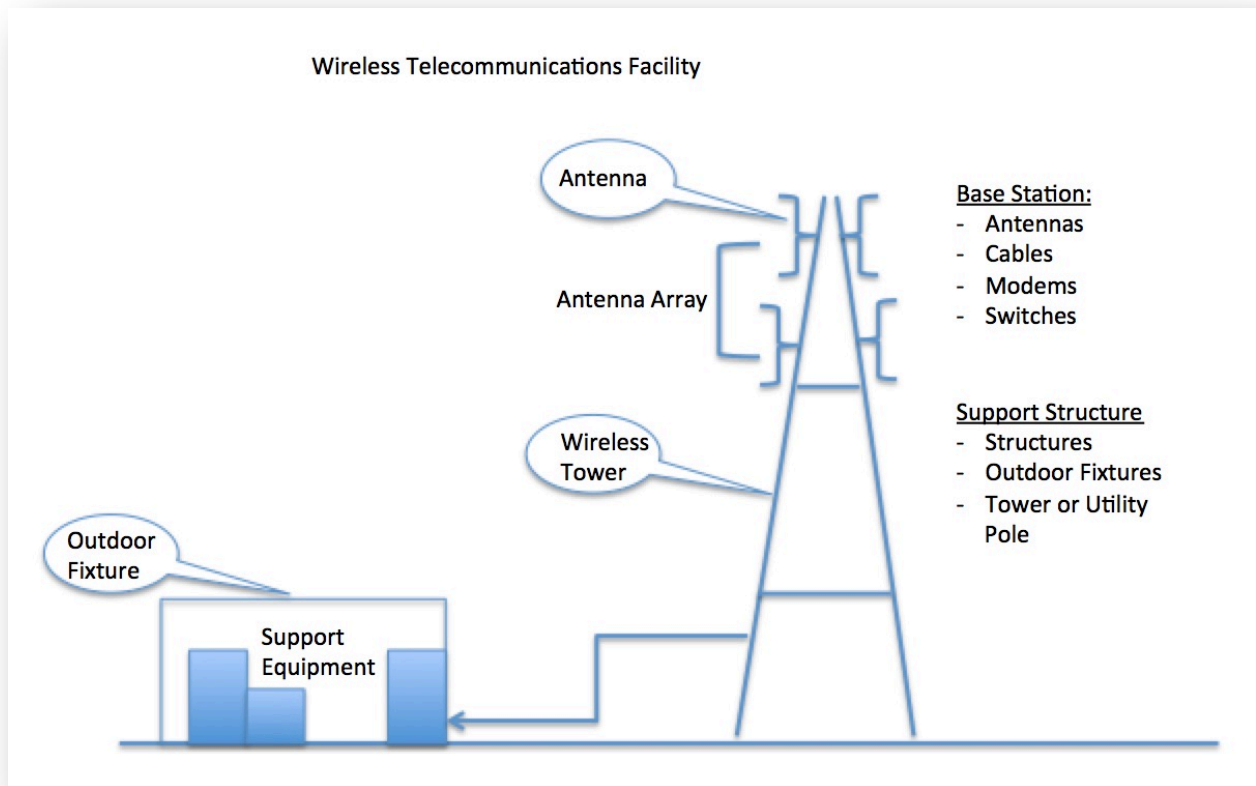 Wireless Telecommunications Facility
Antenna
Antenna Array
Wireless
Tower
Outdoor
Fixture
Support
Equipment
Base Station:
- Antennas
- Cables
- Modems
- Switches
Support Structure
- Structures
- Outdoor Fixtures
- Tower or Utility
Pole